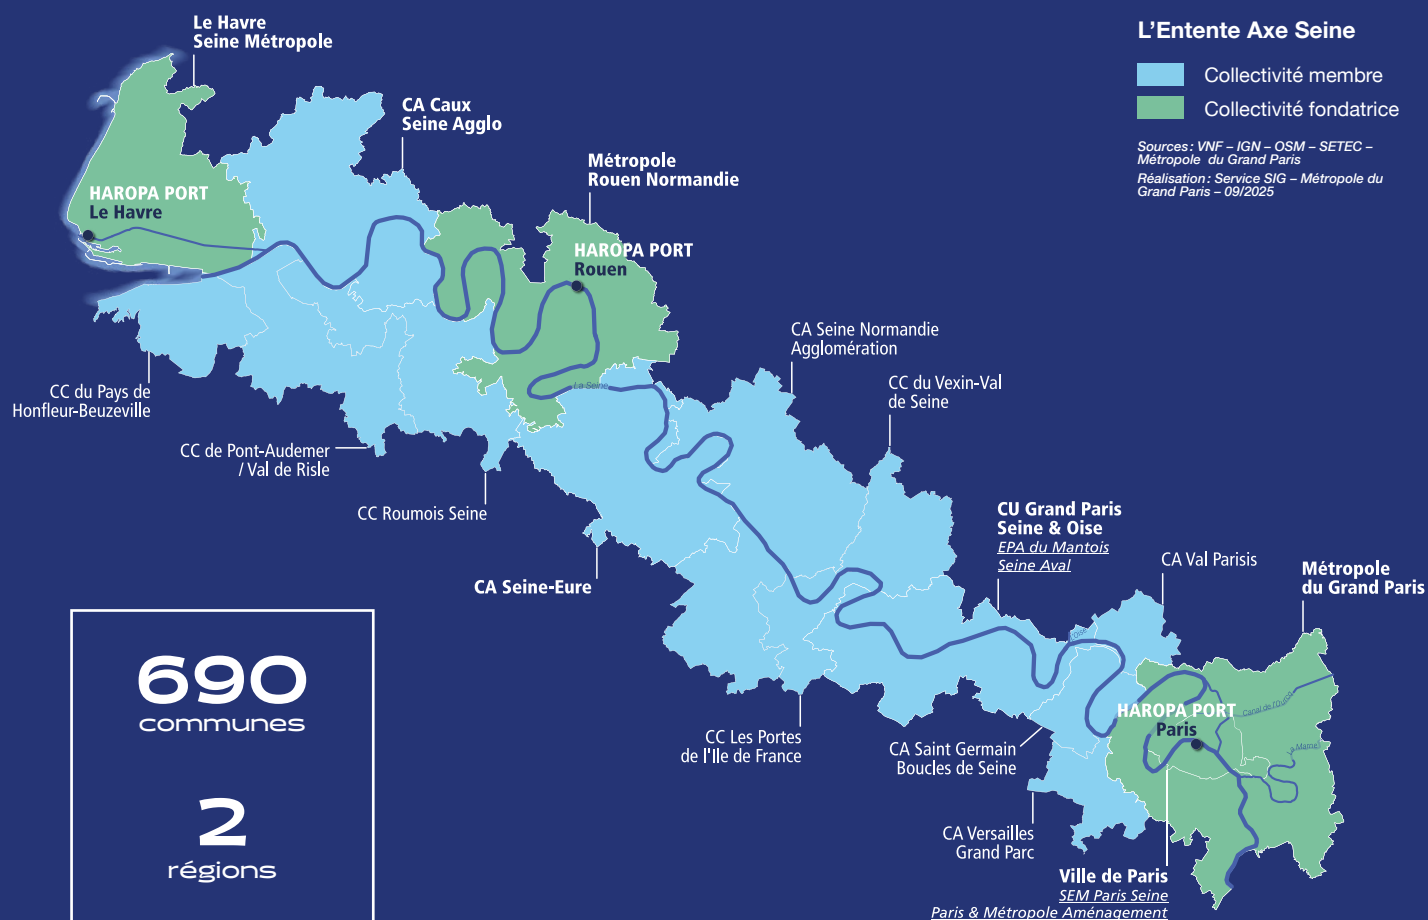 Le Havre
Seine Métropole
CA Caux
Seine Agglo
Métropole
Rouen Normandie
L'Entente Axe Seine
Collectivité membre
Collectivité fondatrice
Sources : VNF – IGN – OSM – SETEC –
Métropole du Grand Paris
Réalisation : Service SIG – Métropole du
Grand Paris – 09/2025
HAROPA PORT
Le Havre
HAROPA PORT
Rouen
La Seine
CA Seine Normandie
Agglomération
CC du Vexin-Val
de Seine
CC du Pays de
Honfleur-Beuzeville
CC de Pont-Audemer
/ Val de Risle
CC Roumois Seine
CA Seine-Eure
CU Grand Paris
Seine & Oise
EPA du Mantois
Seine Aval
CA Val Parisis
Métropole
du Grand Paris
L'Oise
HAROPA PORT
Paris
Canal de l'Ourcq
La Marne
CC Les Portes
de l'Ile de France
CA Saint Germain
Boucles de Seine
CA Versailles
Grand Parc
Ville de Paris
SEM Paris Seine
Paris & Métropole Aménagement
690
communes
2
régions